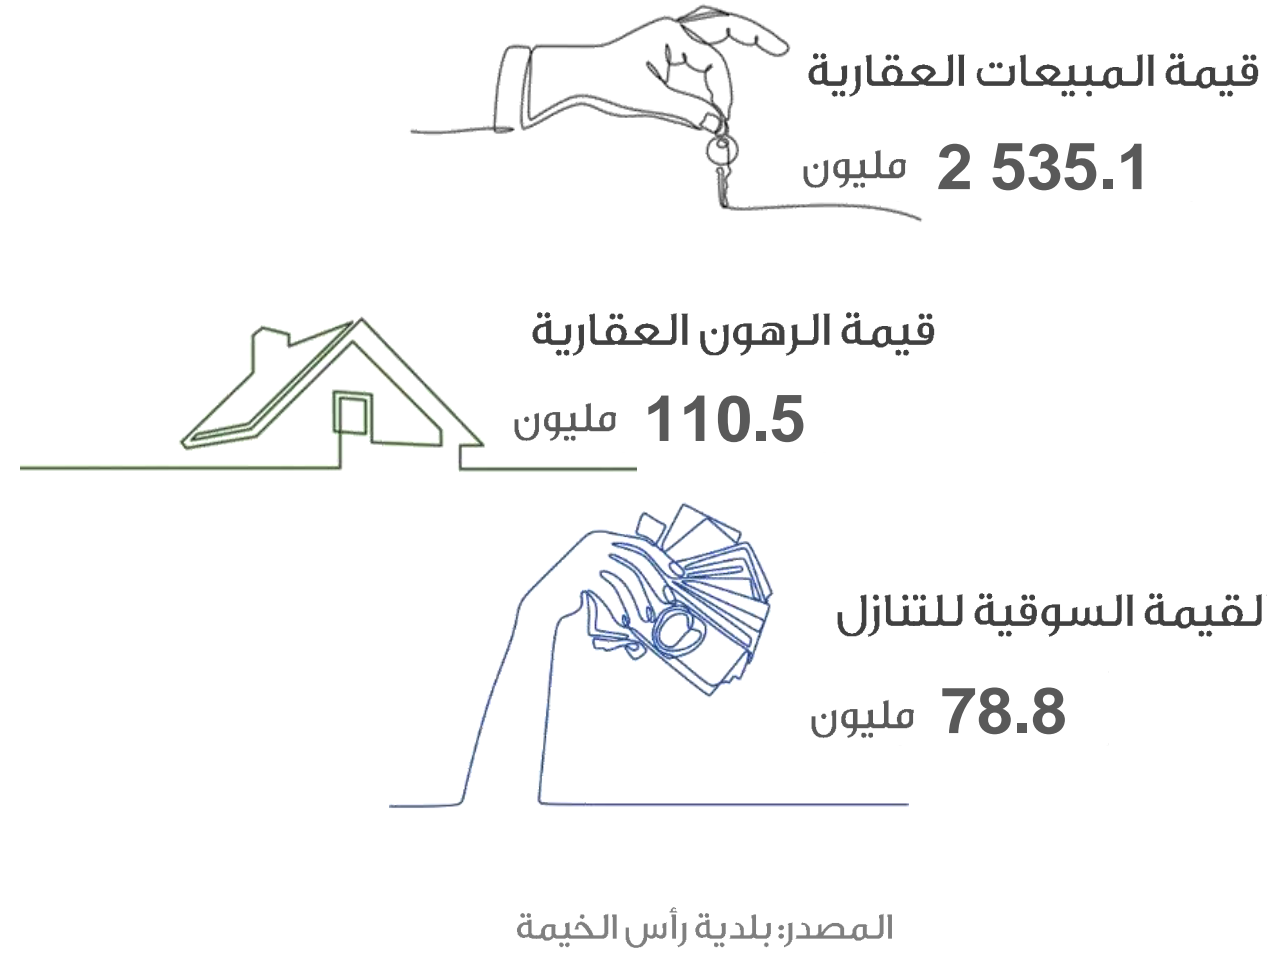 قيمة المبيعات العقارية
2 535.1 مليون
قيمة الرهون العقارية
110.5 مليون
لقيمة السوقية للتنازل
78.8 مليون
المصدر: بلدية رأس الخيمة